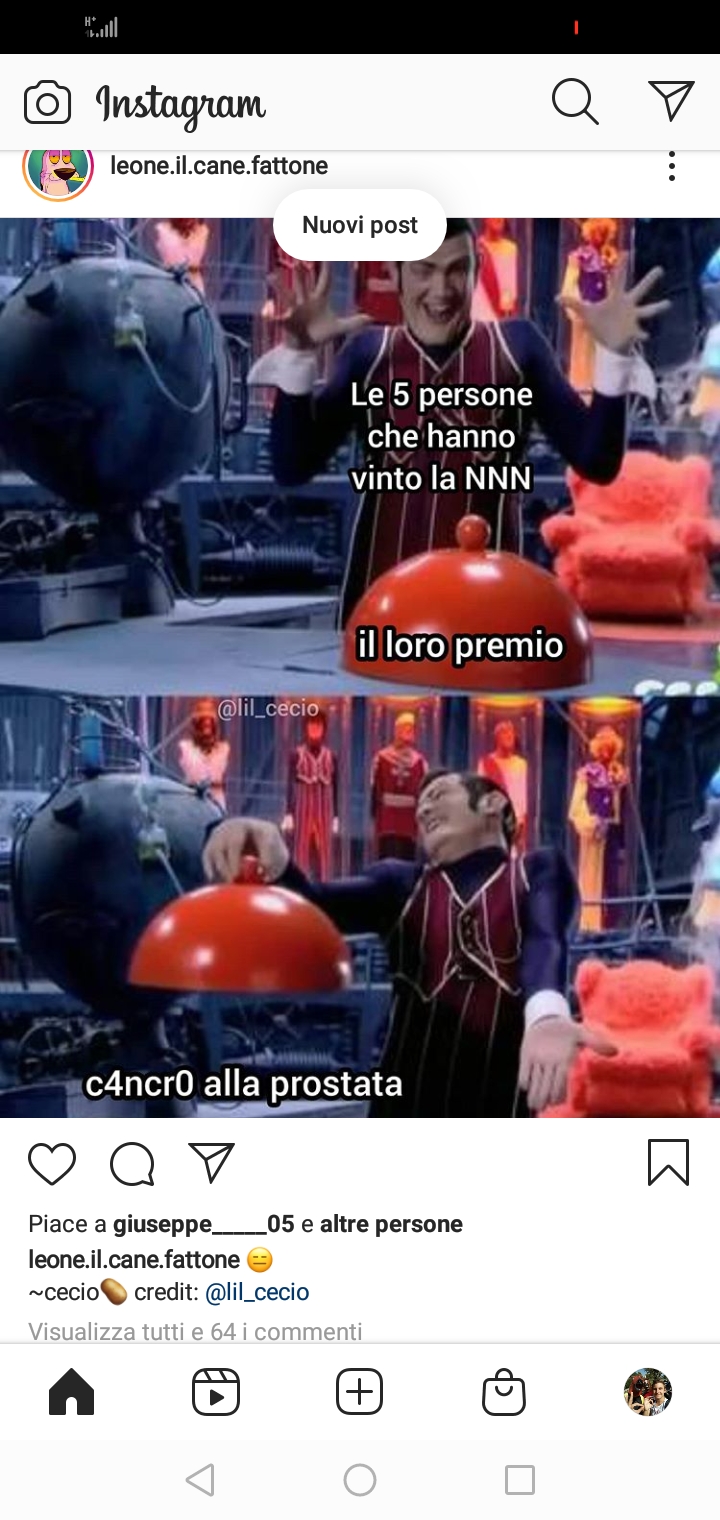 H+
Instagram
leone.il.cane.fattone
Nuovi post
Le 5 persone
che hanno
vinto la NNN
il loro premio
@lil_cecio
c4ncr0 alla prostata
Piace a giuseppe_____05 e altre persone
leone.il.cane.fattone 😑
~cecio🥔 credit: @lil_cecio
Visualizza tutti e 64 i commenti